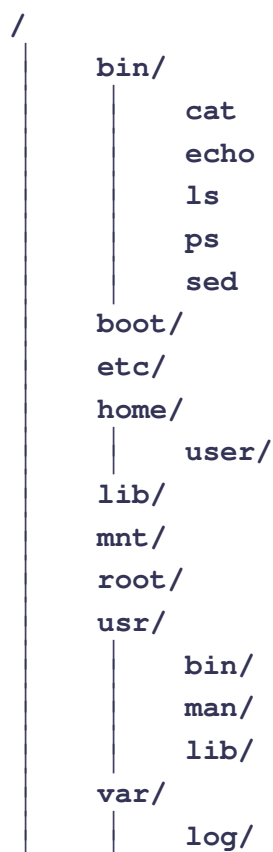 /
bin/
cat
echo
ls
ps
sed
boot/
etc/
home/
user/
lib/
mnt/
root/
usr/
bin/
man/
lib/
var/
log/